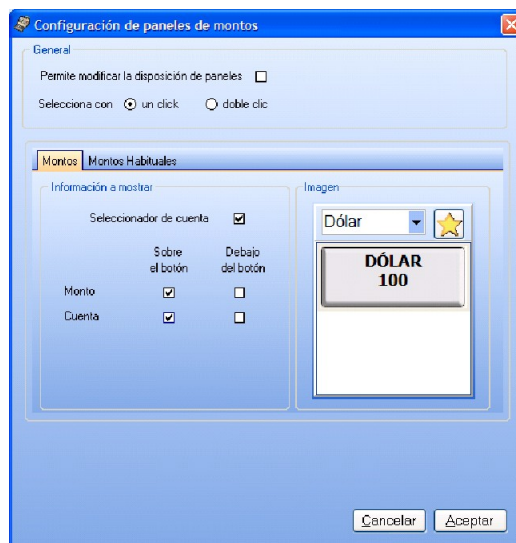 Configuración de paneles de montos
General
Permite modificar la disposición de paneles
Selecciona con un click doble clic
Montos Montos Habituales
Información a mostrar
Seleccionador de cuenta
Sobre el botón
Debajo del botón
Monto
Cuenta
Imagen
Dólar
DÓLAR
100
Cancelar Aceptar